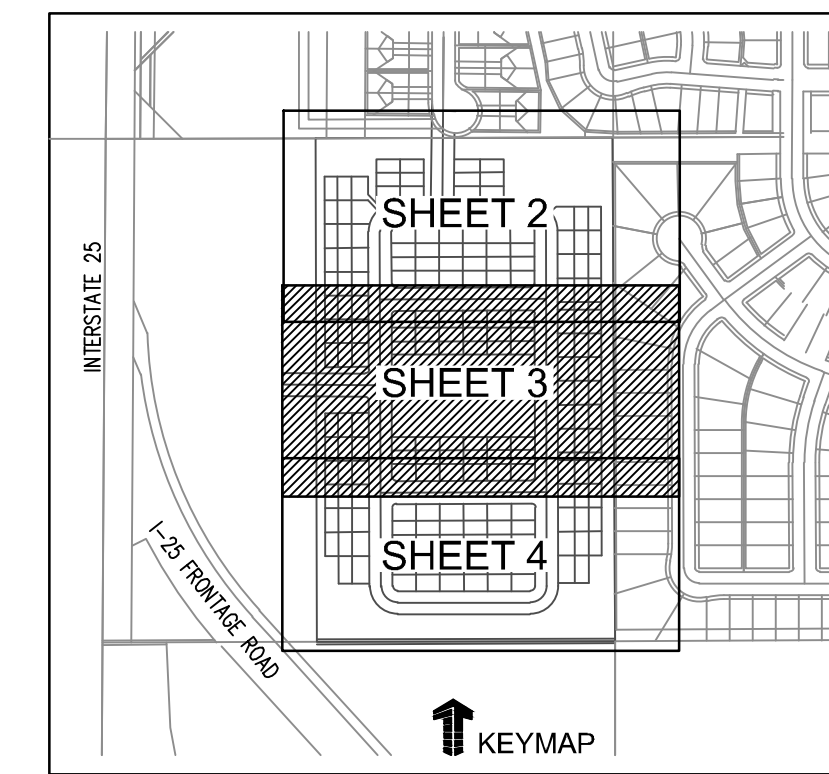 SHEET 2
INTERSTATE 25
SHEET 3
I-25 FRONTAGE ROAD
SHEET 4
KEYMAP